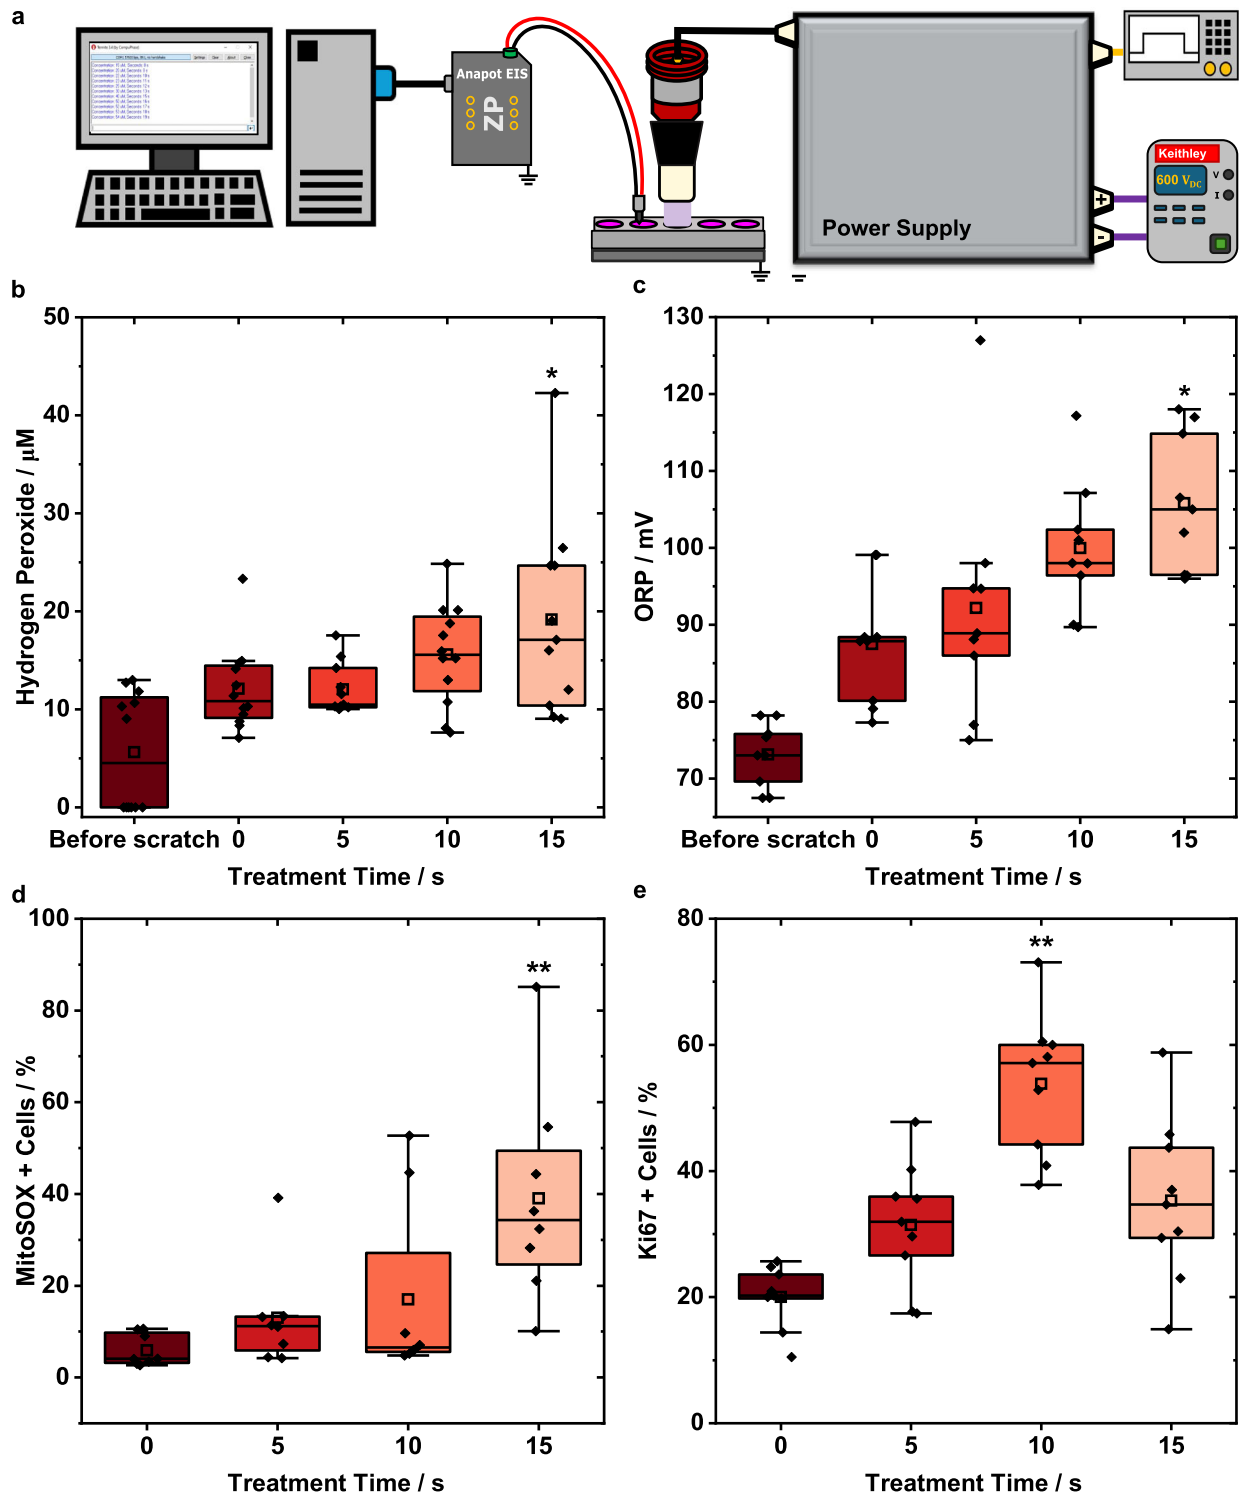 a
Anapot EIS
ZP
Power Supply
+
-
Keithley
600 VDC
V
I
b
c
50
40
30
20
10
0
Hydrogen Peroxide / μM
*
Before scratch 0 5 10 15
Treatment Time / s
130
120
110
100
90
80
70
ORP / mV
*
Before scratch 0 5 10 15
Treatment Time / s
d
e
100
80
60
40
20
0
MitoSOX + Cells / %
**
0 5 10 15
Treatment Time / s
80
60
40
20
0
Ki67 + Cells / %
**
0 5 10 15
Treatment Time / s